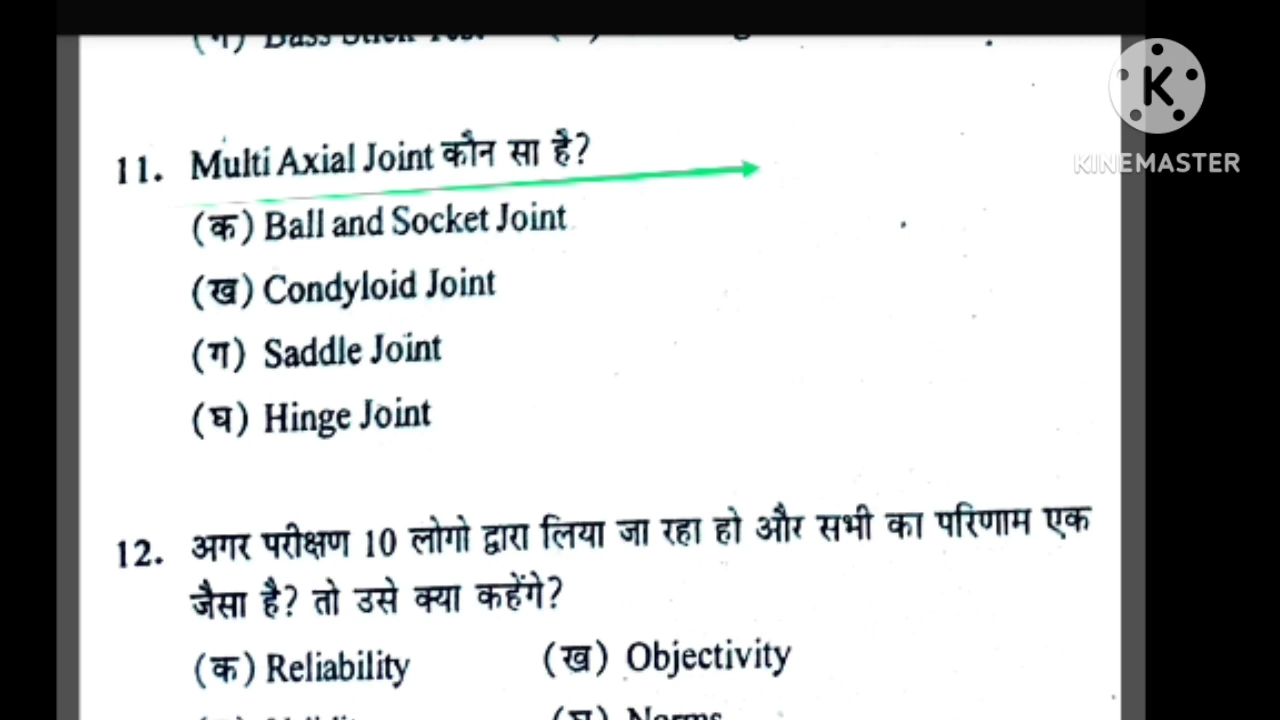 K
KINEMASTER
11. Multi Axial Joint कौन सा है?
(क) Ball and Socket Joint
(ख) Condyloid Joint
(ग) Saddle Joint
(घ) Hinge Joint
12. अगर परीक्षण 10 लोगो द्वारा लिया जा रहा हो और सभी का परिणाम एक
जैसा है? तो उसे क्या कहेंगे?
(क) Reliability (ख) Objectivity
Norms